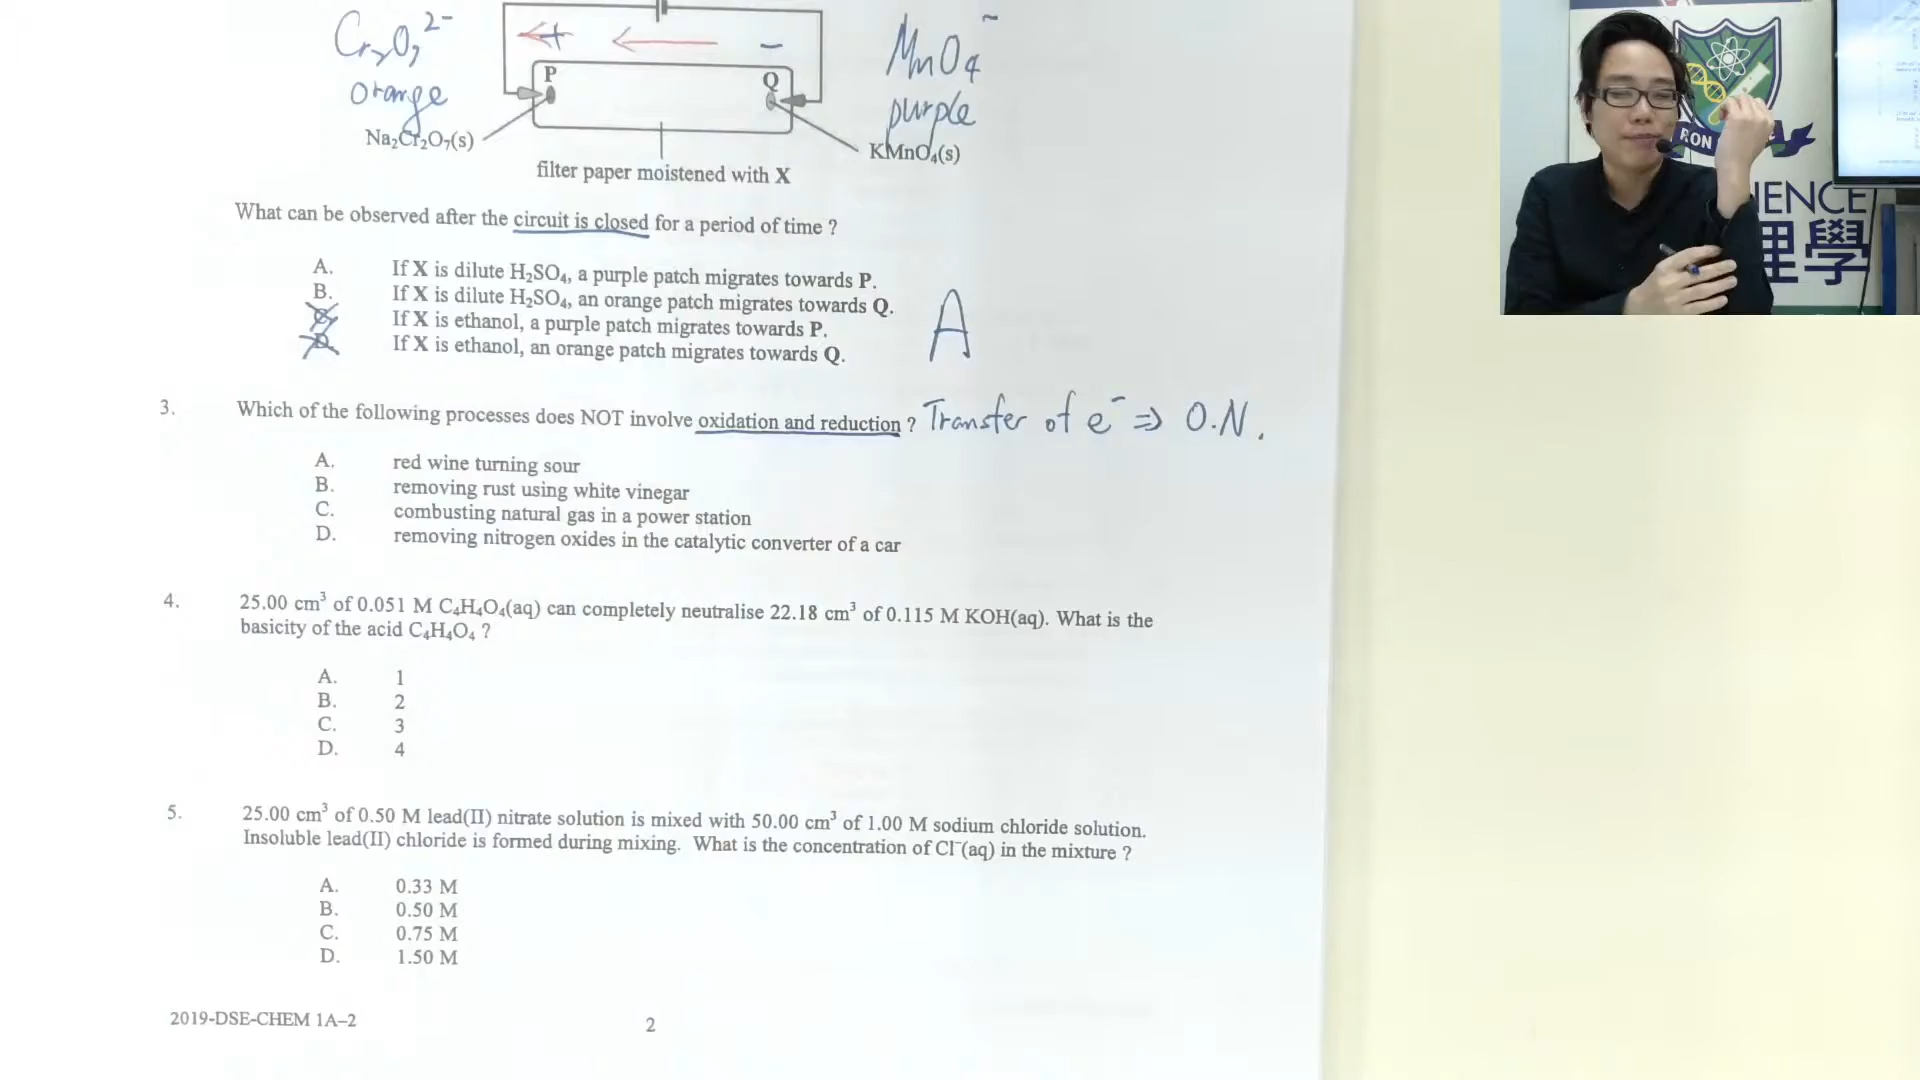 Cr2O7^2-
orange
+
−
MnO4^-
purple
P
Q
Na₂Cr₂O₇(s)
KMnO₄(s)
filter paper moistened with X
What can be observed after the circuit is closed for a period of time ?
A. If X is dilute H₂SO₄, a purple patch migrates towards P.
B. If X is dilute H₂SO₄, an orange patch migrates towards Q.
C. If X is ethanol, a purple patch migrates towards P.
D. If X is ethanol, an orange patch migrates towards Q.
A
3. Which of the following processes does NOT involve oxidation and reduction ? Transfer of e⁻ ⇒ O.N.
A. red wine turning sour
B. removing rust using white vinegar
C. combusting natural gas in a power station
D. removing nitrogen oxides in the catalytic converter of a car
4. 25.00 cm³ of 0.051 M C₄H₄O₄(aq) can completely neutralise 22.18 cm³ of 0.115 M KOH(aq). What is the
basicity of the acid C₄H₄O₄ ?
A. 1
B. 2
C. 3
D. 4
5. 25.00 cm³ of 0.50 M lead(II) nitrate solution is mixed with 50.00 cm³ of 1.00 M sodium chloride solution.
Insoluble lead(II) chloride is formed during mixing. What is the concentration of Cl⁻(aq) in the mixture ?
A. 0.33 M
B. 0.50 M
C. 0.75 M
D. 1.50 M
2019-DSE-CHEM 1A–2
2
RON
IENCE
理學